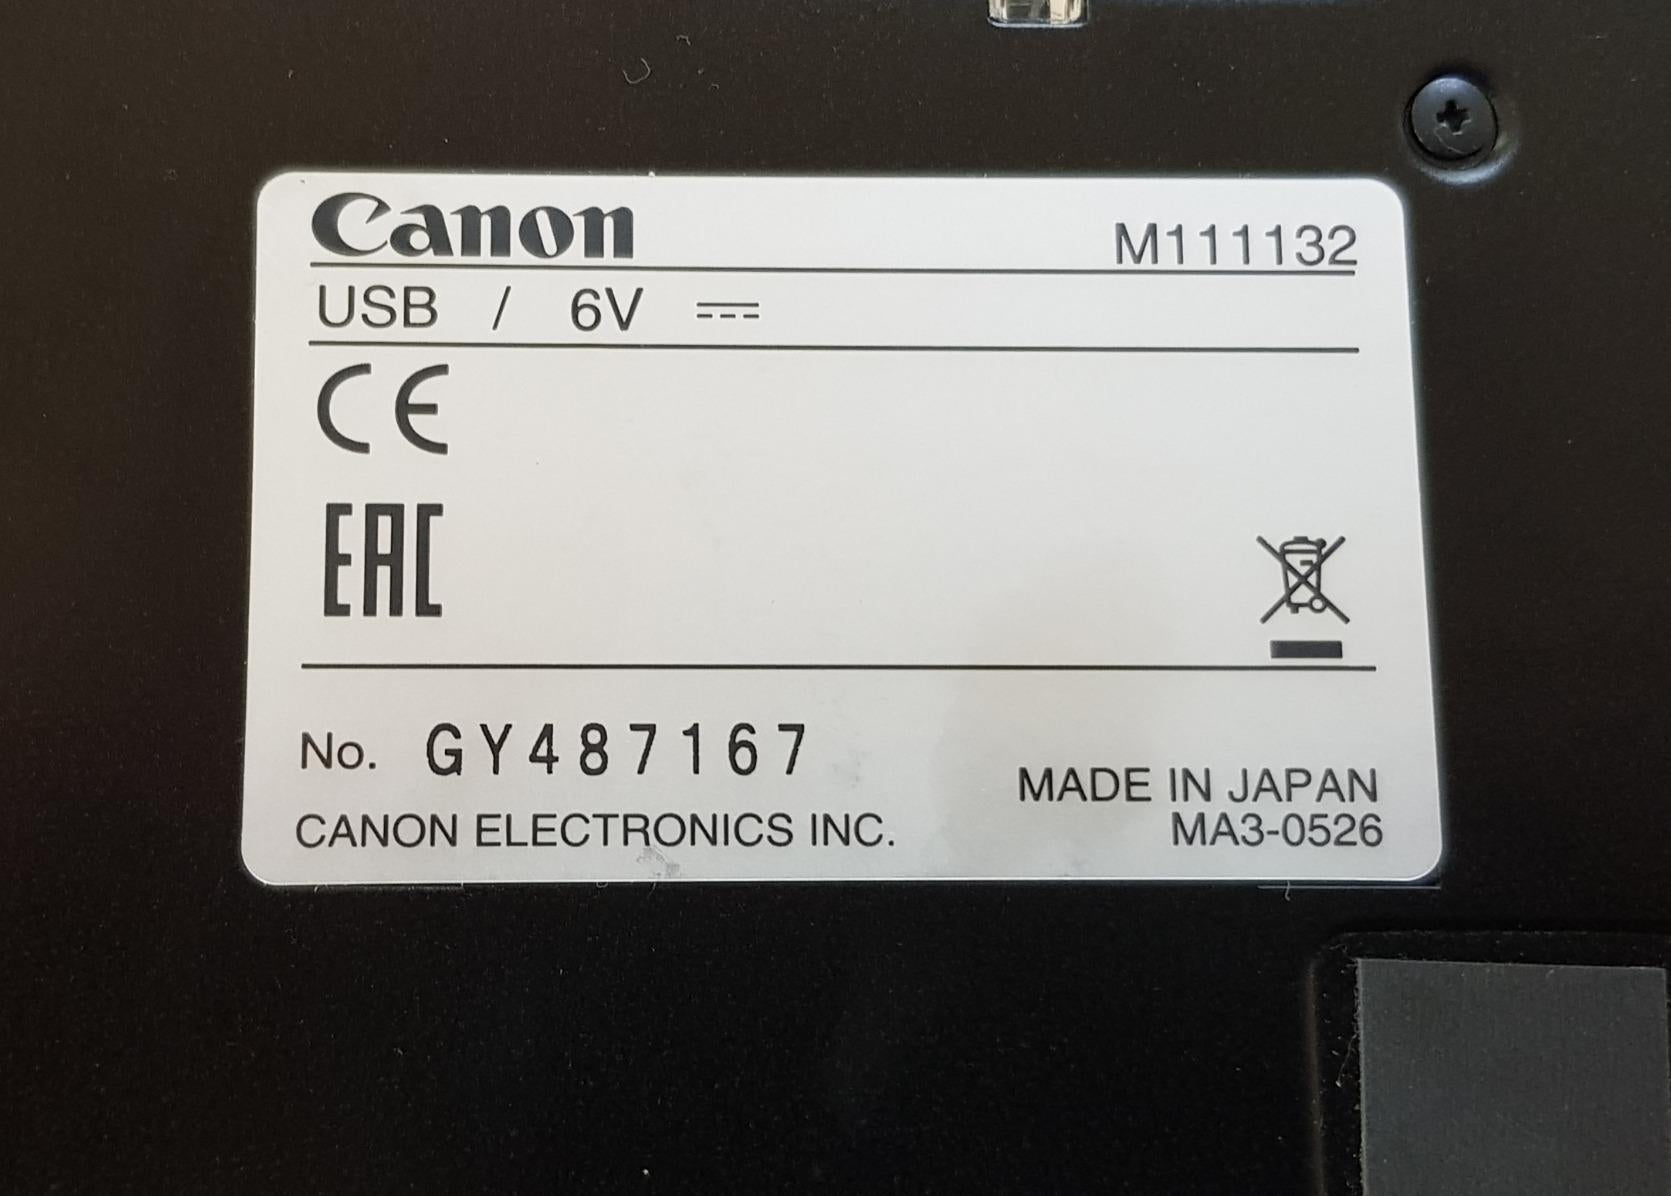 Canon M111132
USB / 6V
CE
EAC
No. GY487167
CANON ELECTRONICS INC.
MADE IN JAPAN
MA3-0526